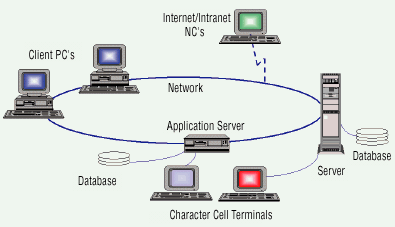 Internet/Intranet
NC's
Client PC's
Network
Application Server
Database
Server
Database
Character Cell Terminals